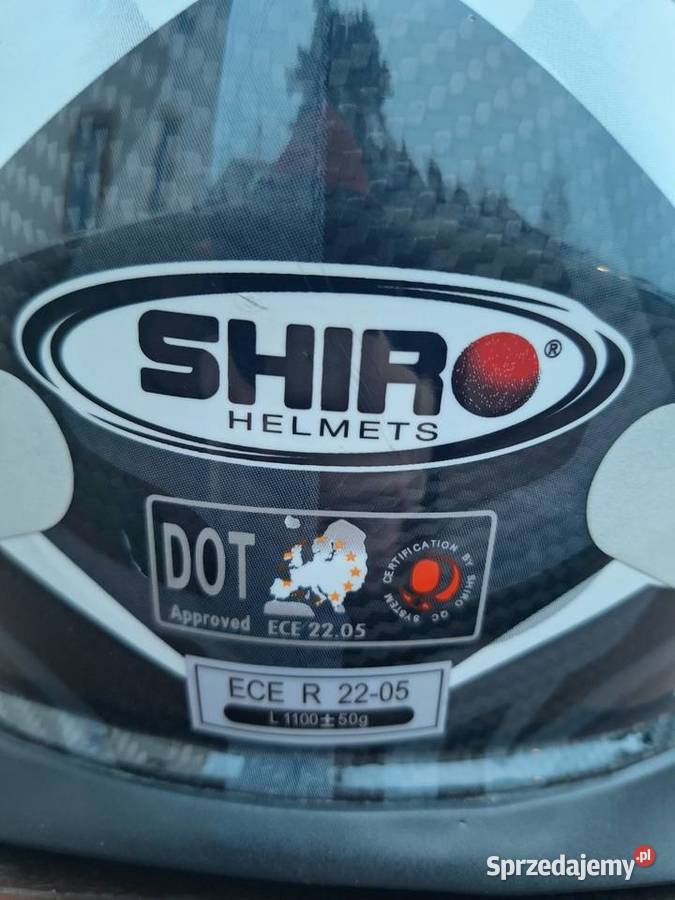 SHIRO®
HELMETS
DOT
Approved
ECE 22.05
SYSTEM CERTIFICATION BY SHIRO QC
ECE R 22-05
L 1100±50g
Sprzedajemy.pl